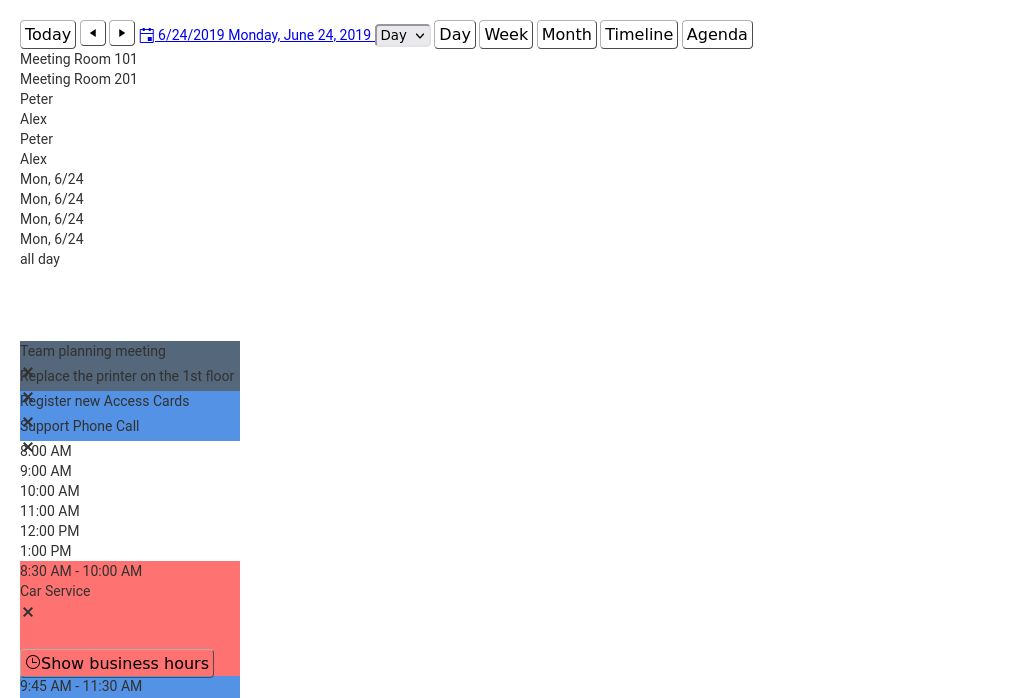 Today 6/24/2019 Monday, June 24, 2019 Day Day Week Month Timeline Agenda
Meeting Room 101
Meeting Room 201
Peter
Alex
Peter
Alex
Mon, 6/24
Mon, 6/24
Mon, 6/24
Mon, 6/24
all day
Team planning meeting
Replace the printer on the 1st floor
Register new Access Cards
Support Phone Call
8:00 AM
9:00 AM
10:00 AM
11:00 AM
12:00 PM
1:00 PM
8:30 AM - 10:00 AM
Car Service
Show business hours
9:45 AM - 11:30 AM